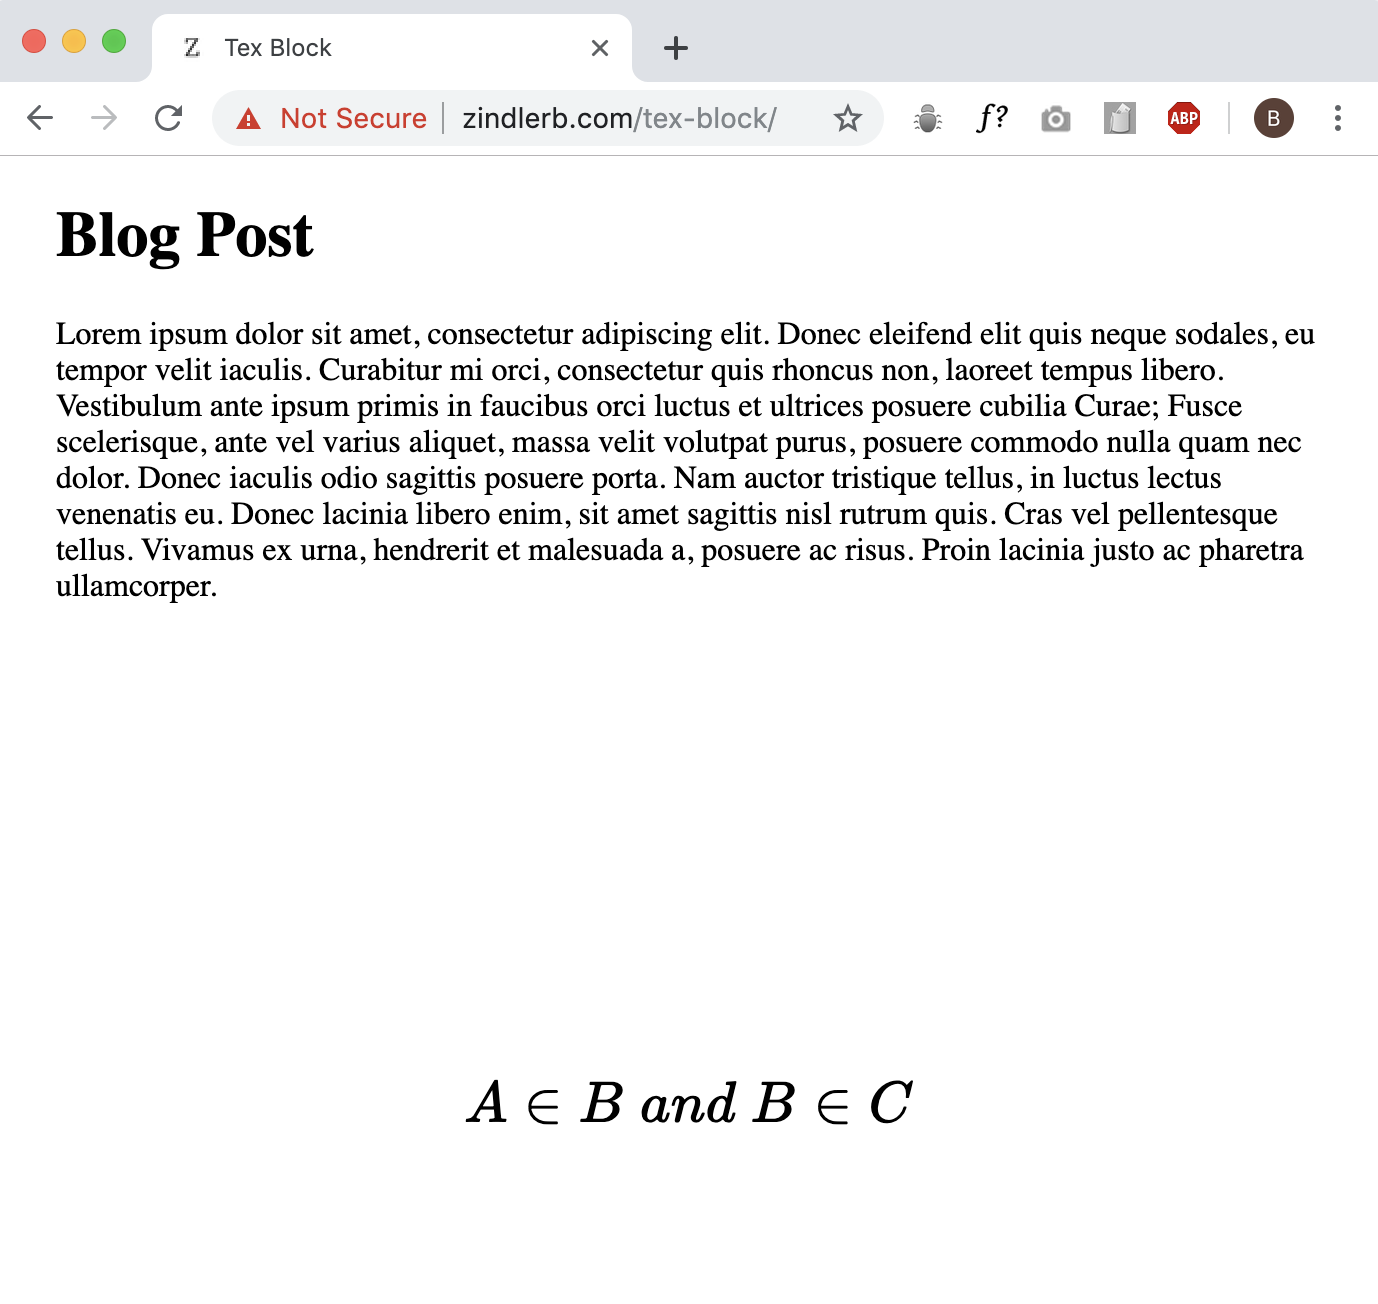 Z Tex Block
Not Secure | zindlerb.com/tex-block/ f? ABP B
Blog Post
Lorem ipsum dolor sit amet, consectetur adipiscing elit. Donec eleifend elit quis neque sodales, eu
tempor velit iaculis. Curabitur mi orci, consectetur quis rhoncus non, laoreet tempus libero.
Vestibulum ante ipsum primis in faucibus orci luctus et ultrices posuere cubilia Curae; Fusce
scelerisque, ante vel varius aliquet, massa velit volutpat purus, posuere commodo nulla quam nec
dolor. Donec iaculis odio sagittis posuere porta. Nam auctor tristique tellus, in luctus lectus
venenatis eu. Donec lacinia libero enim, sit amet sagittis nisl rutrum quis. Cras vel pellentesque
tellus. Vivamus ex urna, hendrerit et malesuada a, posuere ac risus. Proin lacinia justo ac pharetra
ullamcorper.
A ∈ B and B ∈ C